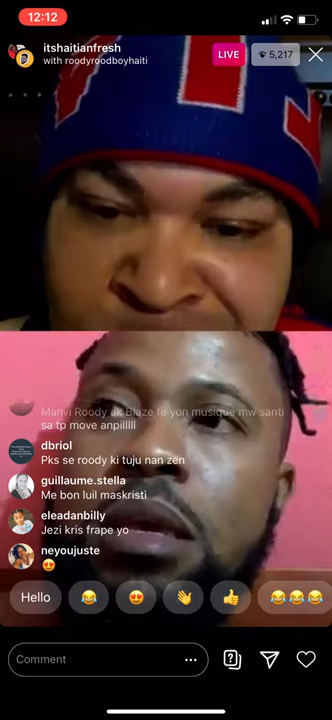 12:12
itshaitianfresh
with roodyroodboyhaiti
LIVE
5,217
Manvi Roody ak Blaze fe yon musique mw santi
sa tp move anpilllll
dbriol
Pks se roody ki tuju nan zen
guillaume.stella
Me bon luil maskristi
eleadanbilly
Jezi kris frape yo
neyoujuste
😍
Hello
😂 😍 👋 👍 😂😂😂
Comment